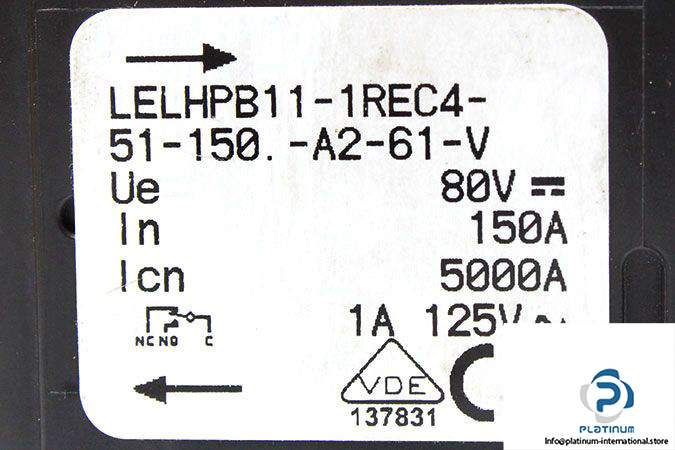 LELHPB11-1REC4-
51-150.-A2-61-V
Ue 80V
In 150A
Icn 5000A
NC NO C
1A 125V
VDE
137831
PLATINUM
Info@platinum-international.store